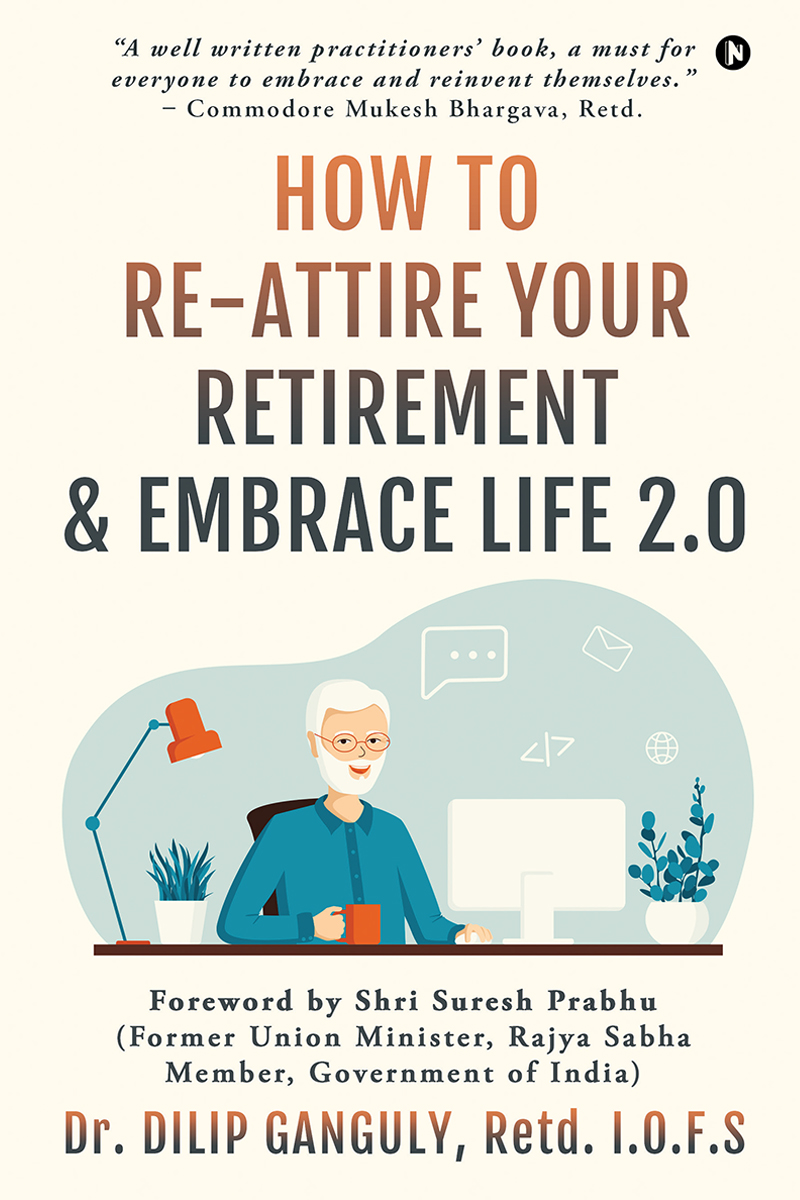 “A well written practitioners’ book, a must for
everyone to embrace and reinvent themselves.”
– Commodore Mukesh Bhargava, Retd.
N
HOW TO
RE–ATTIRE YOUR
RETIREMENT
& EMBRACE LIFE 2.0
</>
Foreword by Shri Suresh Prabhu
(Former Union Minister, Rajya Sabha
Member, Government of India)
Dr. DILIP GANGULY, Retd. I.O.F.S